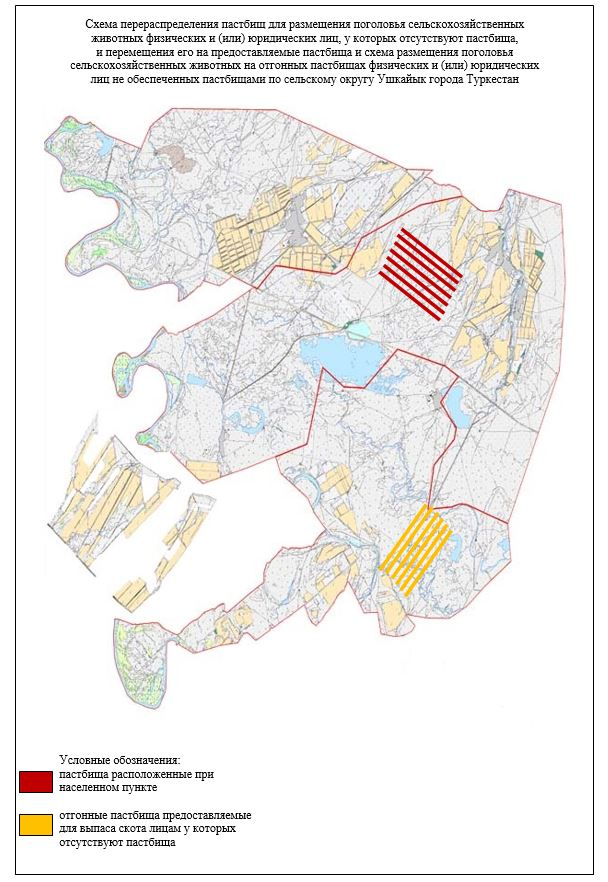 Схема перераспределения пастбищ для размещения поголовья сельскохозяйственных
животных физических и (или) юридических лиц, у которых отсутствуют пастбища,
и перемещения его на предоставляемые пастбища и схема размещения поголовья
сельскохозяйственных животных на отгонных пастбищах физических и (или) юридических
лиц не обеспеченных пастбищами по сельскому округу Ушкайык города Туркестан
Условные обозначения:
пастбища расположенные при
населенном пункте
отгонные пастбища предоставляемые
для выпаса скота лицам у которых
отсутствуют пастбища